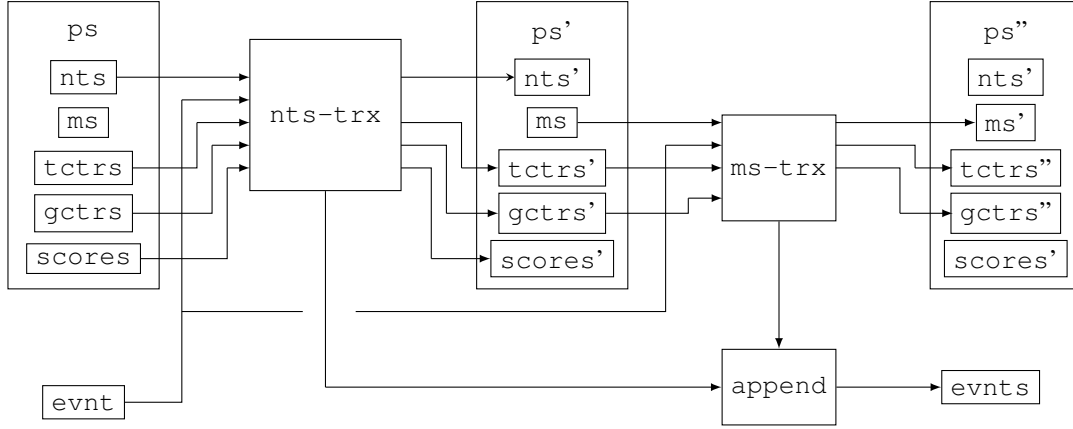 ps
nts
ms
tctrs
gctrs
scores
evnt
nts-trx
ps’
nts’
ms
tctrs’
gctrs’
scores’
ms-trx
append
ps”
nts’
ms’
tctrs”
gctrs”
scores’
evnts